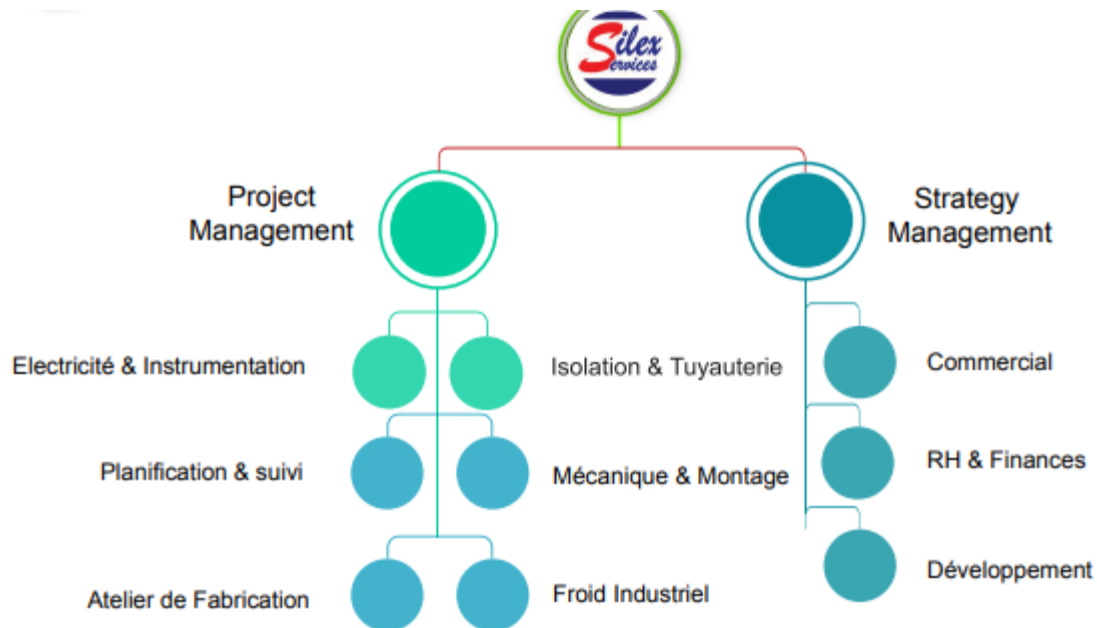 Silex
Services
Project
Management
Strategy
Management
Electricité & Instrumentation
Isolation & Tuyauterie
Commercial
Planification & suivi
Mécanique & Montage
RH & Finances
Atelier de Fabrication
Froid Industriel
Développement